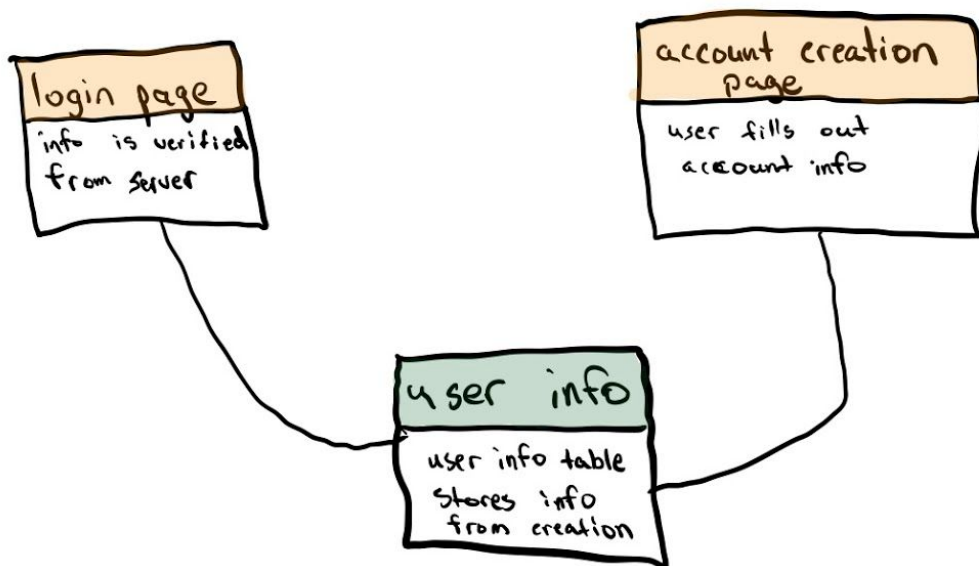 login page
info is verified
from server
account creation
page
user fills out
account info
user info
user info table
stores info
from creation